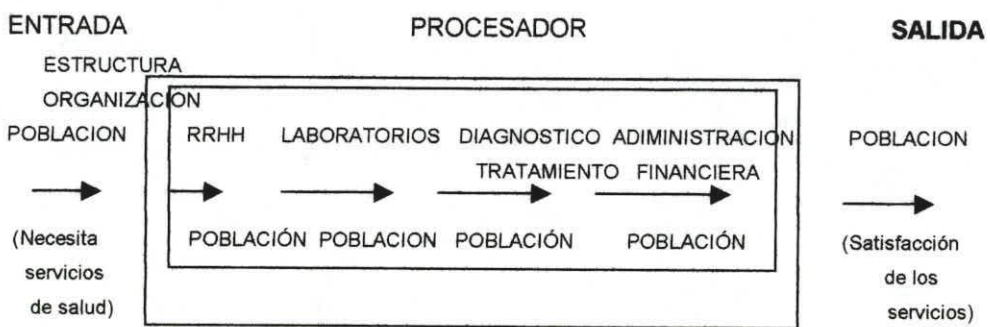 ENTRADA PROCESADOR SALIDA
ESTRUCTURA
ORGANIZACION
POBLACION RRHH LABORATORIOS DIAGNOSTICO ADIMINISTRACION POBLACION
TRATAMIENTO FINANCIERA
(Necesita POBLACIÓN POBLACION POBLACIÓN POBLACIÓN (Satisfacción
servicios de los
de salud) servicios)